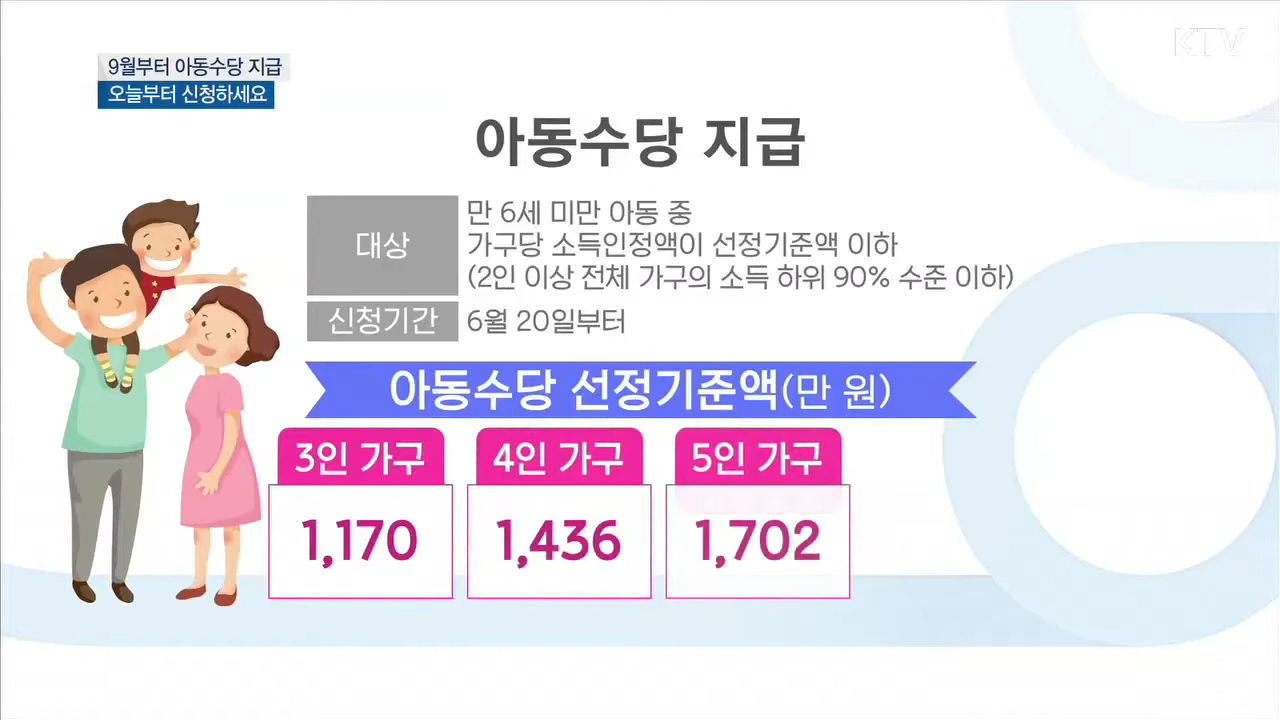 KTV
9월부터 아동수당 지급
오늘부터 신청하세요
아동수당 지급
대상
만 6세 미만 아동 중
가구당 소득인정액이 선정기준액 이하
(2인 이상 전체 가구의 소득 하위 90% 수준 이하)
신청기간
6월 20일부터
아동수당 선정기준액(만 원)
3인 가구
4인 가구
5인 가구
1,170
1,436
1,702